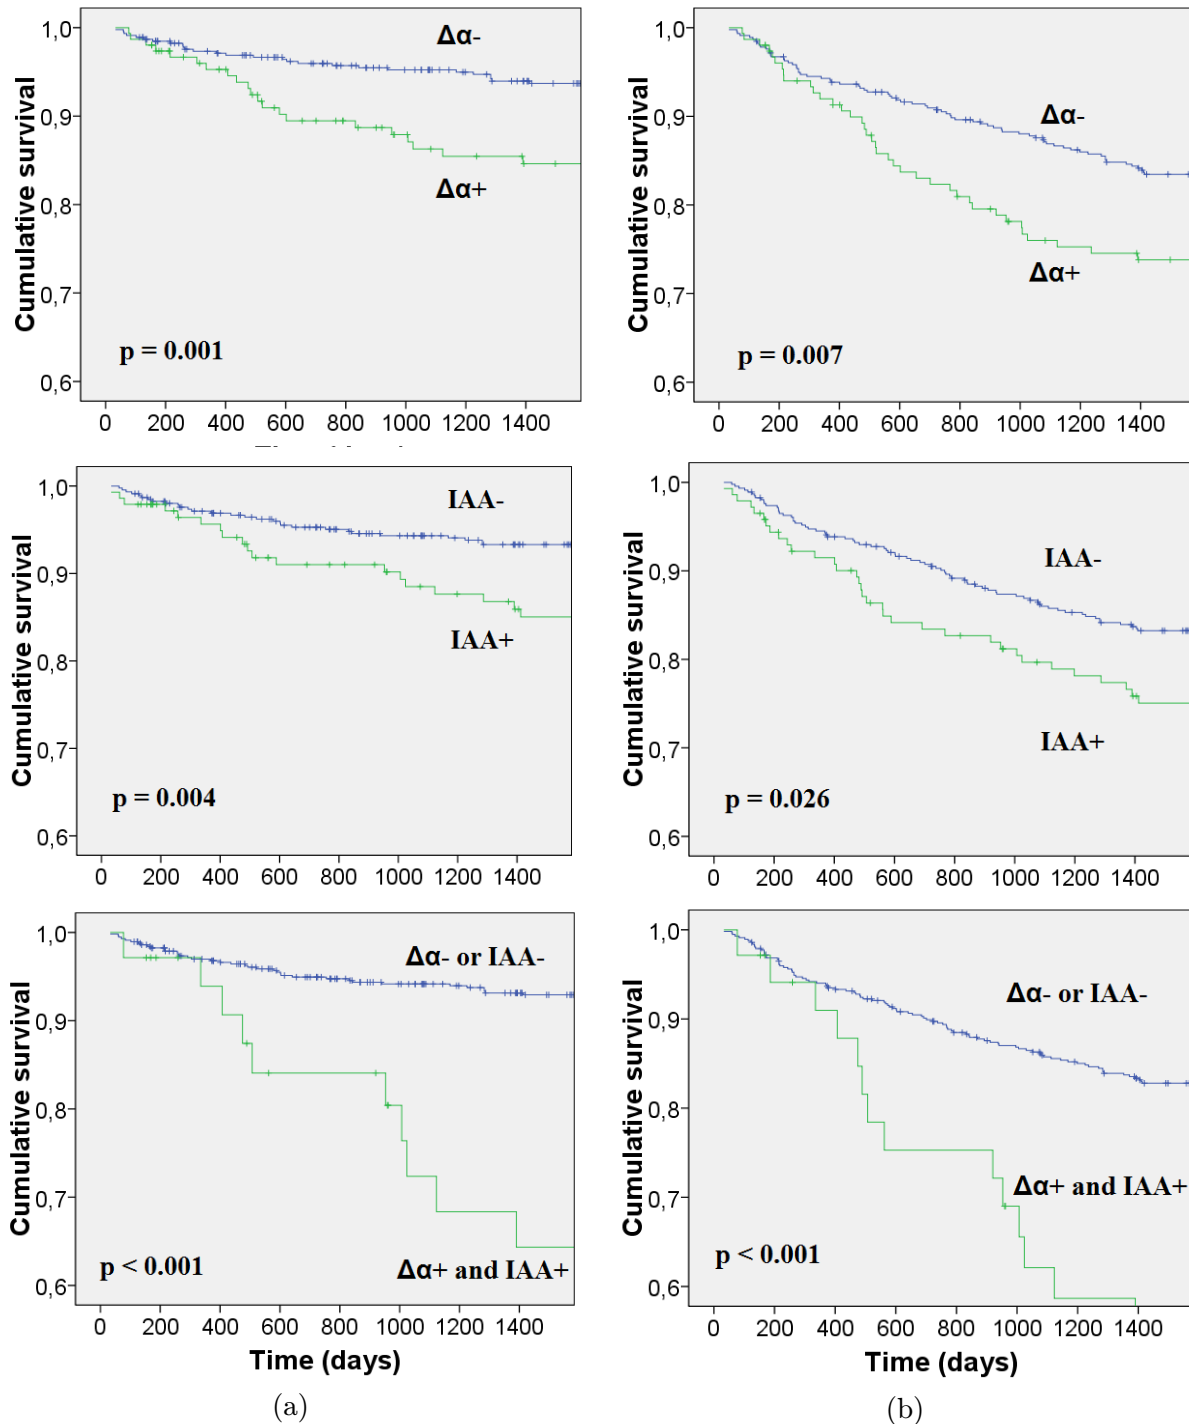 Cumulative survival
1,0
0,9
0,8
0,7
0,6
Δα-
Δα+
p = 0.001
0 200 400 600 800 1000 1200 1400
Cumulative survival
1,0
0,9
0,8
0,7
0,6
Δα-
Δα+
p = 0.007
0 200 400 600 800 1000 1200 1400
Cumulative survival
1,0
0,9
0,8
0,7
0,6
IAA-
IAA+
p = 0.004
0 200 400 600 800 1000 1200 1400
Cumulative survival
1,0
0,9
0,8
0,7
0,6
IAA-
IAA+
p = 0.026
0 200 400 600 800 1000 1200 1400
Cumulative survival
1,0
0,9
0,8
0,7
0,6
Δα- or IAA-
Δα+ and IAA+
p < 0.001
0 200 400 600 800 1000 1200 1400
Time (days)
(a)
Cumulative survival
1,0
0,9
0,8
0,7
0,6
Δα- or IAA-
Δα+ and IAA+
p < 0.001
0 200 400 600 800 1000 1200 1400
Time (days)
(b)